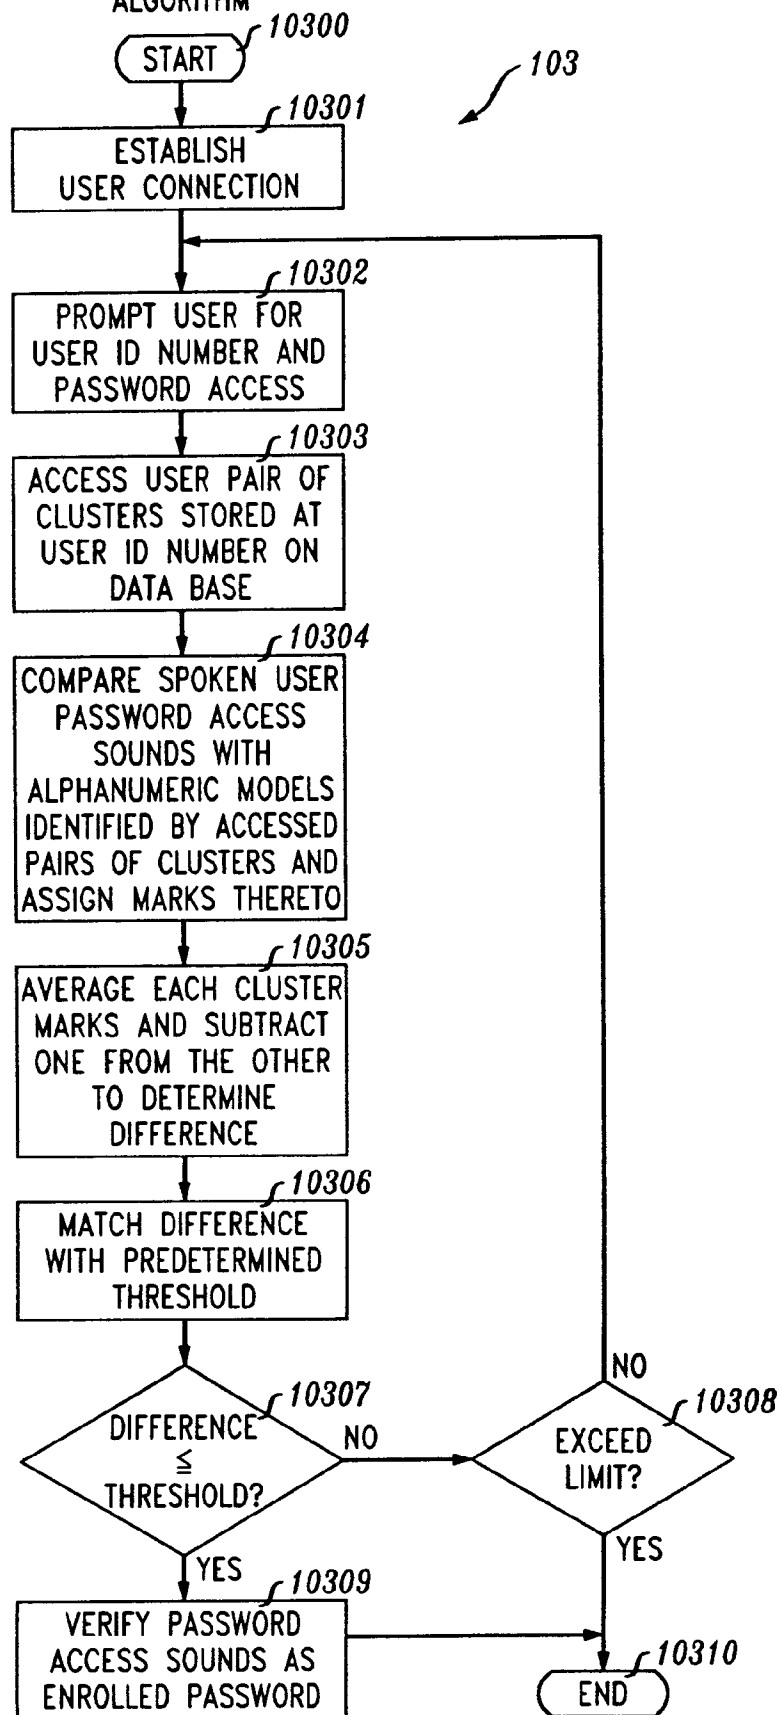 ALGORITHM
10300
START
103
10301
ESTABLISH
USER CONNECTION
10302
PROMPT USER FOR
USER ID NUMBER AND
PASSWORD ACCESS
10303
ACCESS USER PAIR OF
CLUSTERS STORED AT
USER ID NUMBER ON
DATA BASE
10304
COMPARE SPOKEN USER
PASSWORD ACCESS
SOUNDS WITH
ALPHANUMERIC MODELS
IDENTIFIED BY ACCESSED
PAIRS OF CLUSTERS AND
ASSIGN MARKS THERETO
10305
AVERAGE EACH CLUSTER
MARKS AND SUBTRACT
ONE FROM THE OTHER
TO DETERMINE
DIFFERENCE
10306
MATCH DIFFERENCE
WITH PREDETERMINED
THRESHOLD
10307
DIFFERENCE
≦
THRESHOLD?
NO
10308
EXCEED
LIMIT?
NO
YES
YES
10309
VERIFY PASSWORD
ACCESS SOUNDS AS
ENROLLED PASSWORD
10310
END